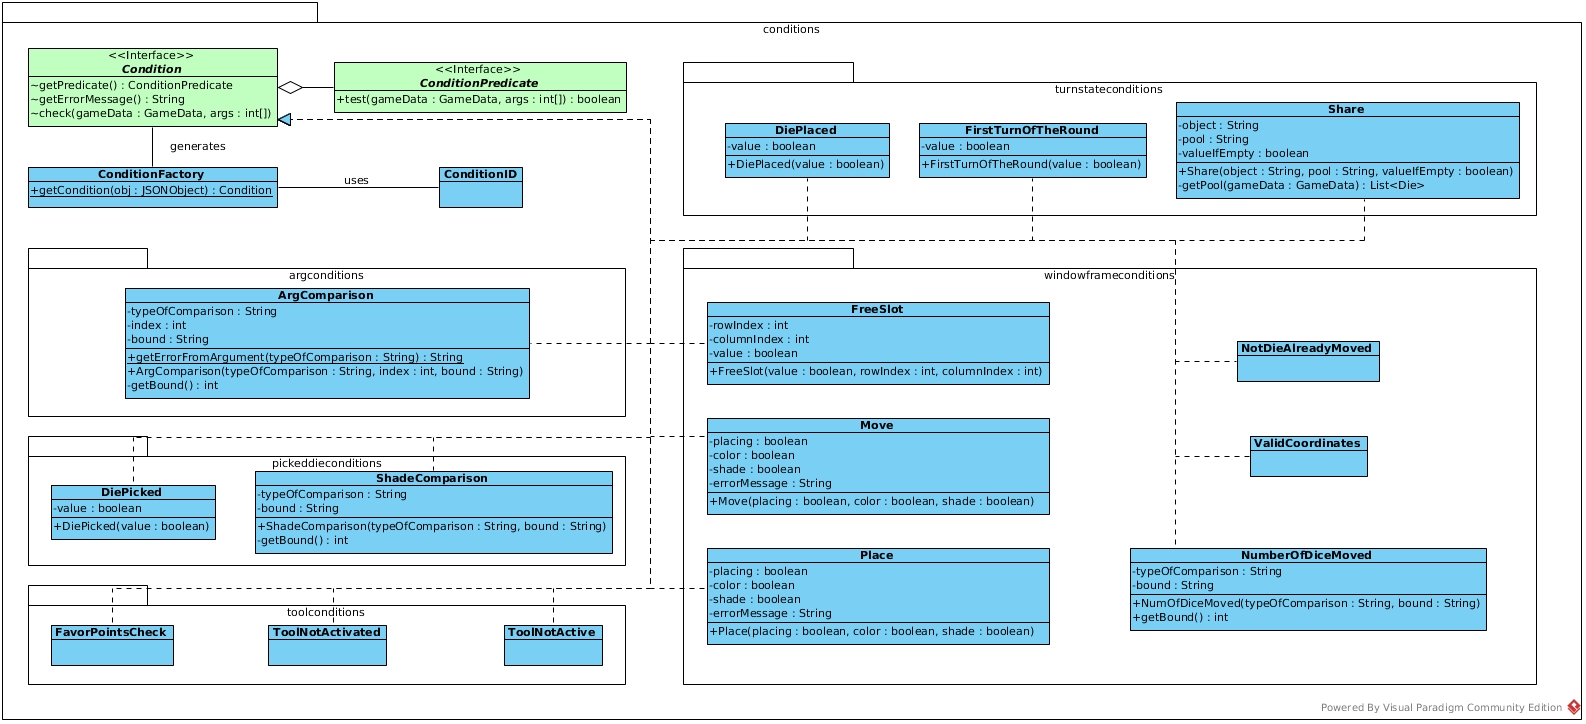 conditions
<<Interface>>
Condition
~getPredicate() : ConditionPredicate
~getErrorMessage() : String
~check(gameData : GameData, args : int[])
<<Interface>>
ConditionPredicate
+test(gameData : GameData, args : int[]) : boolean
generates
ConditionFactory
+getCondition(obj : JSONObject) : Condition
uses
ConditionID
turnstateconditions
DiePlaced
-value : boolean
+DiePlaced(value : boolean)
FirstTurnOfTheRound
-value : boolean
+FirstTurnOfTheRound(value : boolean)
Share
-object : String
-pool : String
-valueIfEmpty : boolean
+Share(object : String, pool : String, valueIfEmpty : boolean)
-getPool(gameData : GameData) : List<Die>
argconditions
ArgComparison
-typeOfComparison : String
-index : int
-bound : String
+getErrorFromArgument(typeOfComparison : String) : String
+ArgComparison(typeOfComparison : String, index : int, bound : String)
-getBound() : int
pickeddieconditions
DiePicked
-value : boolean
+DiePicked(value : boolean)
ShadeComparison
-typeOfComparison : String
-bound : String
+ShadeComparison(typeOfComparison : String, bound : String)
-getBound() : int
toolconditions
FavorPointsCheck
ToolNotActivated
ToolNotActive
windowframeconditions
FreeSlot
-rowIndex : int
-columnIndex : int
-value : boolean
+FreeSlot(value : boolean, rowIndex : int, columnIndex : int)
Move
-placing : boolean
-color : boolean
-shade : boolean
-errorMessage : String
+Move(placing : boolean, color : boolean, shade : boolean)
Place
-placing : boolean
-color : boolean
-shade : boolean
-errorMessage : String
+Place(placing : boolean, color : boolean, shade : boolean)
NotDieAlreadyMoved
ValidCoordinates
NumberOfDiceMoved
-typeOfComparison : String
-bound : String
+NumOfDiceMoved(typeOfComparison : String, bound : String)
+getBound() : int
Powered By Visual Paradigm Community Edition